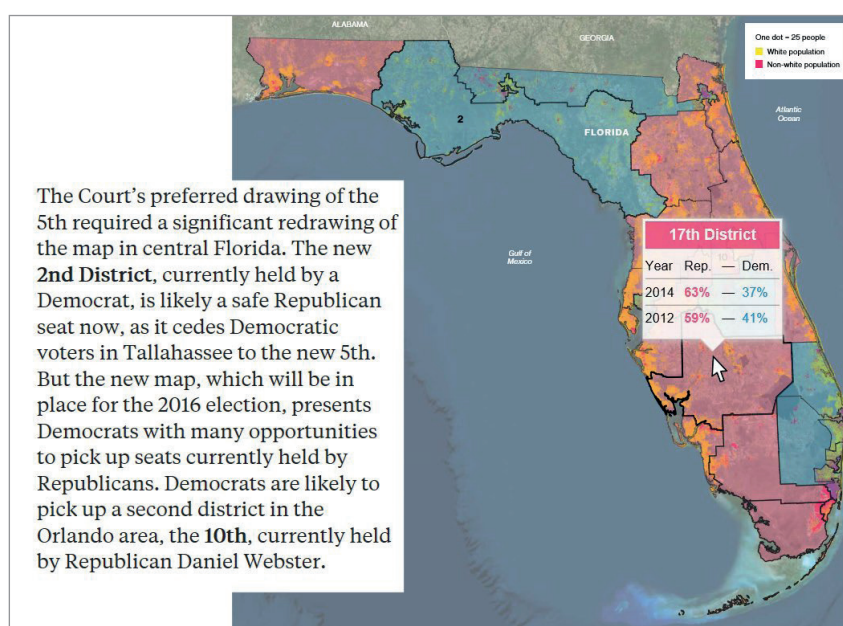 ALABAMA
GEORGIA
One dot = 25 people
White population
Non-white population
Atlantic
Ocean
2
FLORIDA
The Court's preferred drawing of the
5th required a significant redrawing of
the map in central Florida. The new
2nd District, currently held by a
Democrat, is likely a safe Republican
seat now, as it cedes Democratic
voters in Tallahassee to the new 5th.
But the new map, which will be in
place for the 2016 election, presents
Democrats with many opportunities
to pick up seats currently held by
Republicans. Democrats are likely to
pick up a second district in the
Orlando area, the 10th, currently held
by Republican Daniel Webster.
Gulf of
Mexico
17th District
10
Year Rep. — Dem.
2014 63% — 37%
2012 59% — 41%